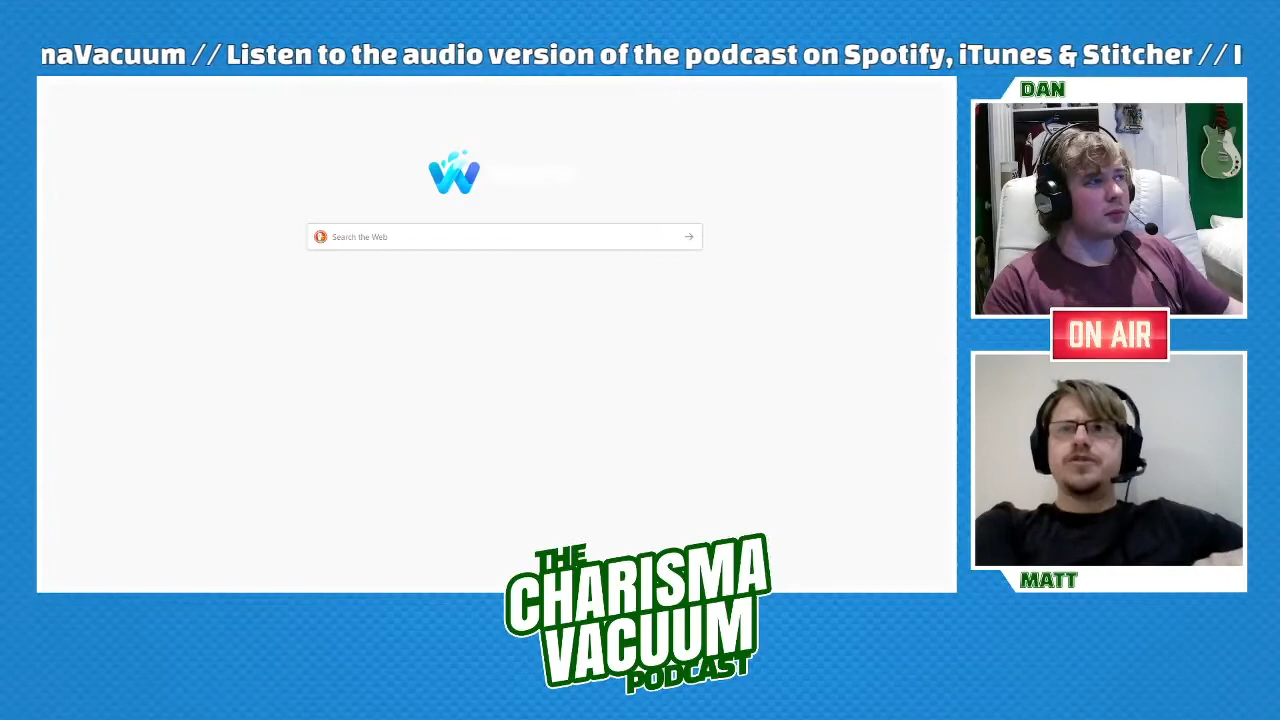 naVacuum // Listen to the audio version of the podcast on Spotify, iTunes & Stitcher // I
DAN
Search the Web
ON AIR
MATT
THE
CHARISMA
VACUUM
PODCAST